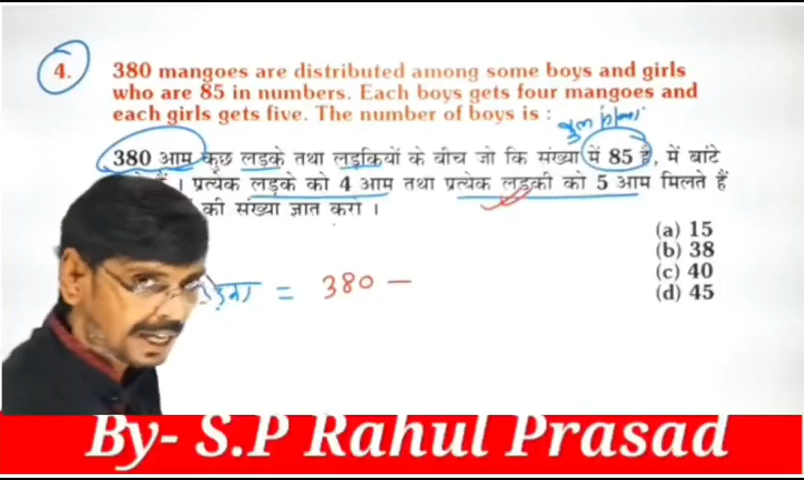 4.
380 mangoes are distributed among some boys and girls
who are 85 in numbers. Each boys gets four mangoes and
each girls gets five. The number of boys is :
380 आम कुछ लड़के तथा लड़कियों के बीच जो कि संख्या में 85 है, में बांटे
हैं । प्रत्येक लड़के को 4 आम तथा प्रत्येक लड़की को 5 आम मिलते हैं
की संख्या ज्ञात करो ।
(a) 15
(b) 38
(c) 40
(d) 45
= 380 −
By- S.P Rahul Prasad